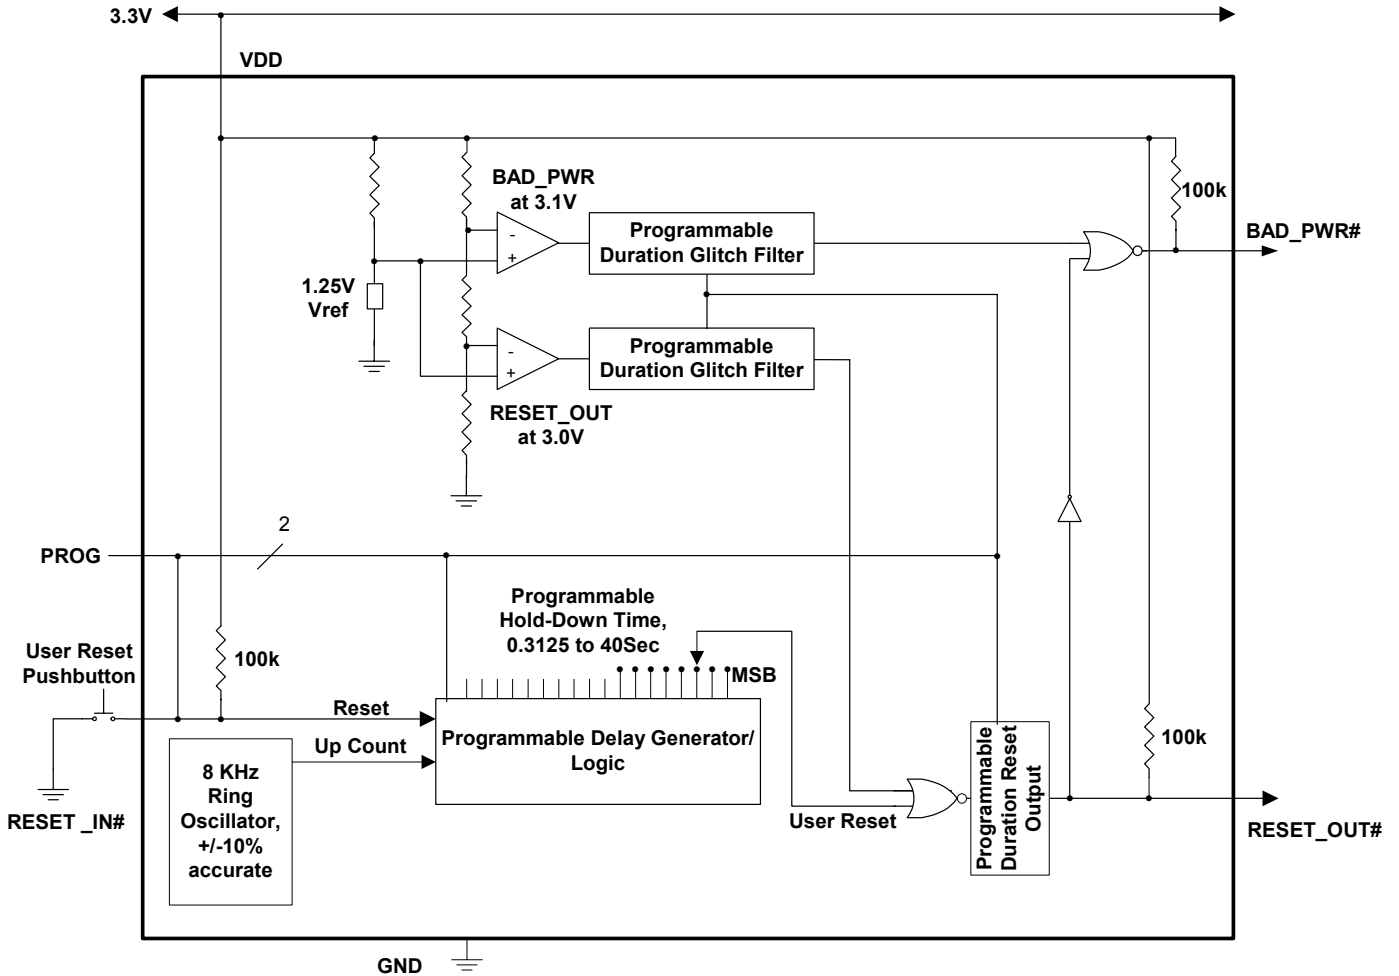 3.3V
VDD
BAD_PWR
at 3.1V
Programmable
Duration Glitch Filter
100k
BAD_PWR#
1.25V
Vref
-
+
-
+
Programmable
Duration Glitch Filter
RESET_OUT
at 3.0V
2
PROG
Programmable
Hold-Down Time,
0.3125 to 40Sec
User Reset
Pushbutton
100k
MSB
Reset
Up Count
Programmable Delay Generator/
Logic
8 KHz
Ring
Oscillator,
+/-10%
accurate
RESET _IN#
User Reset
Programmable
Duration Reset
Output
100k
RESET_OUT#
GND